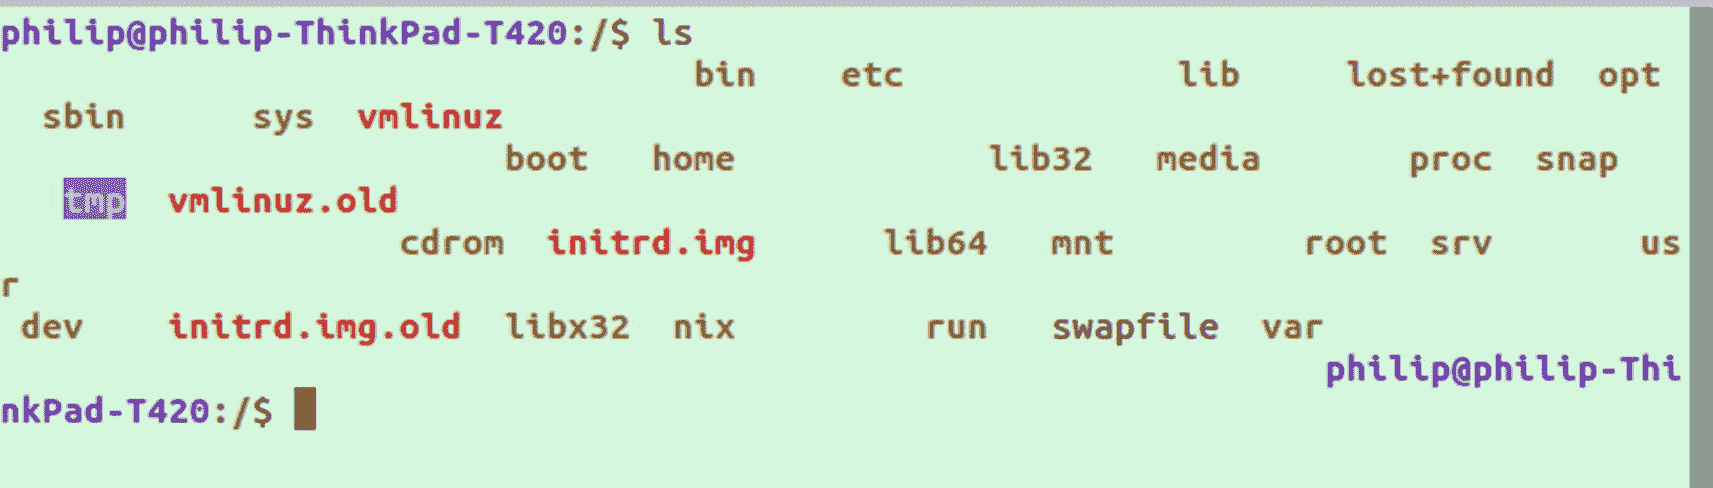 philip@philip-ThinkPad-T420:/$ ls
bin etc lib lost+found opt
sbin sys vmlinuz
boot home lib32 media proc snap
tmp vmlinuz.old
cdrom initrd.img lib64 mnt root srv us
r
dev initrd.img.old libx32 nix run swapfile var
philip@philip-Thi
nkPad-T420:/$